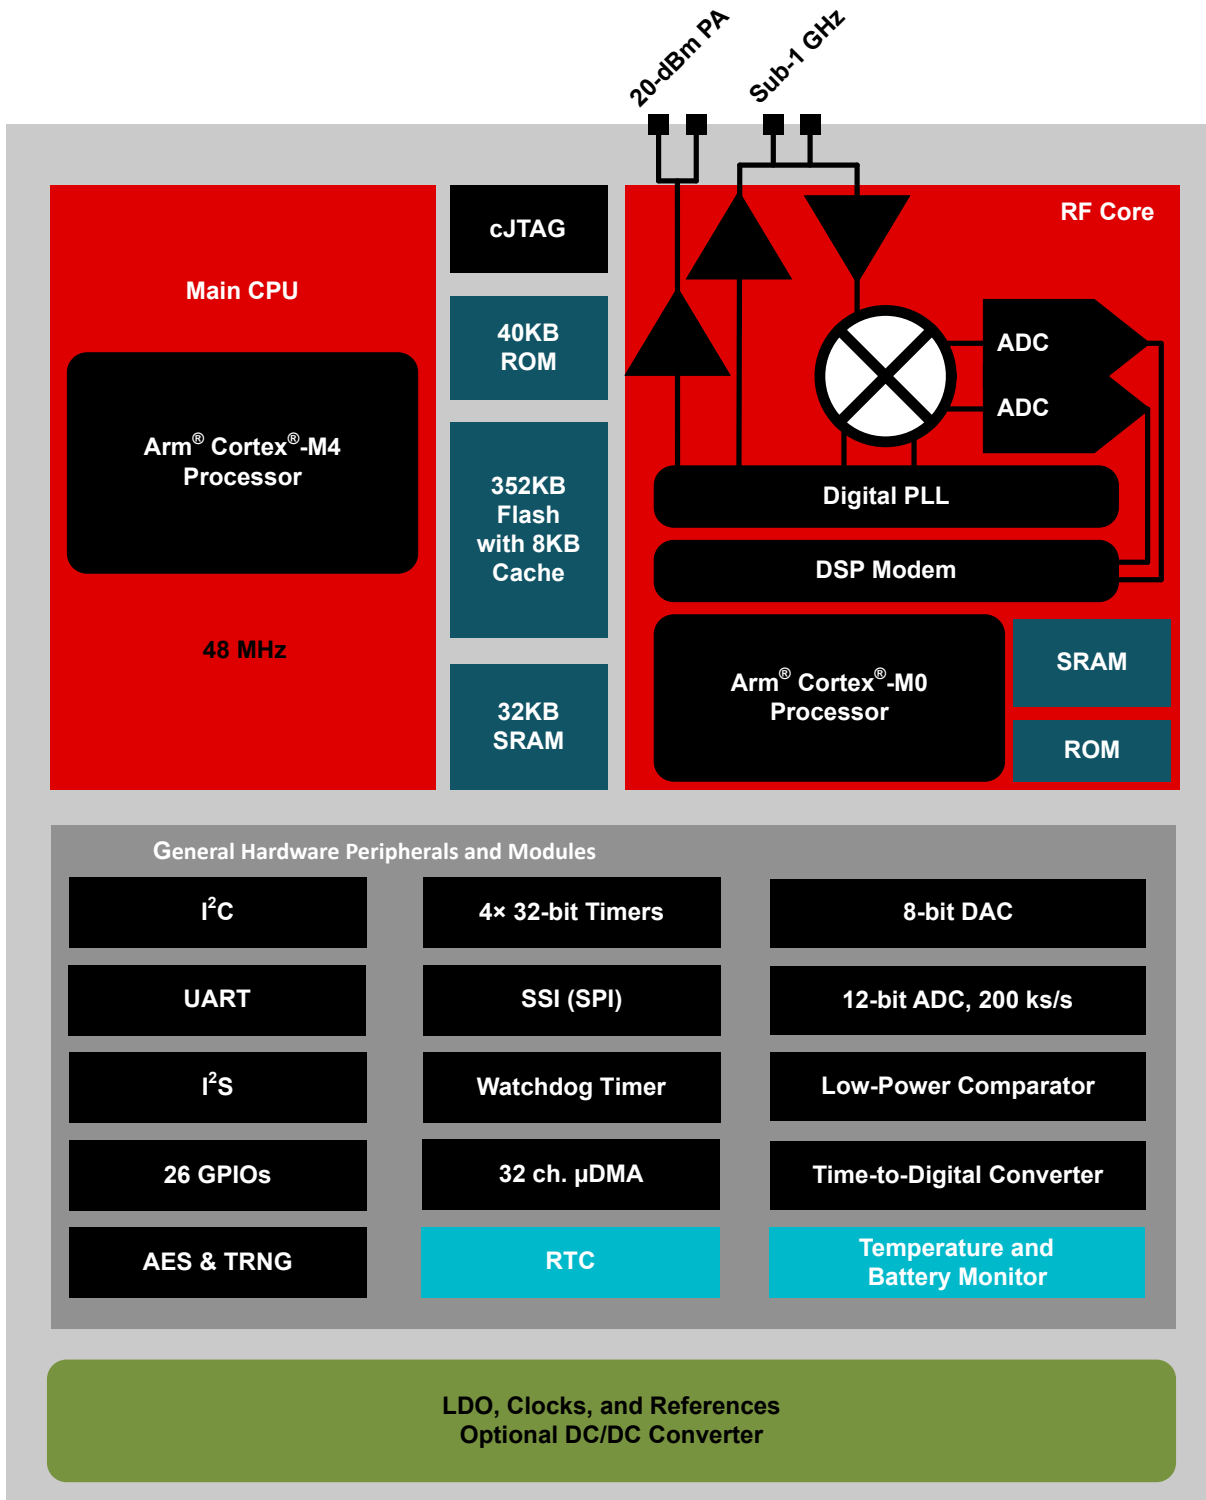 20-dBm PA
Sub-1 GHz
Main CPU
Arm® Cortex®-M4
Processor
48 MHz
cJTAG
40KB
ROM
352KB
Flash
with 8KB
Cache
32KB
SRAM
RF Core
ADC
ADC
Digital PLL
DSP Modem
Arm® Cortex®-M0
Processor
SRAM
ROM
General Hardware Peripherals and Modules
I²C
4× 32-bit Timers
8-bit DAC
UART
SSI (SPI)
12-bit ADC, 200 ks/s
I²S
Watchdog Timer
Low-Power Comparator
26 GPIOs
32 ch. µDMA
Time-to-Digital Converter
AES & TRNG
RTC
Temperature and
Battery Monitor
LDO, Clocks, and References
Optional DC/DC Converter